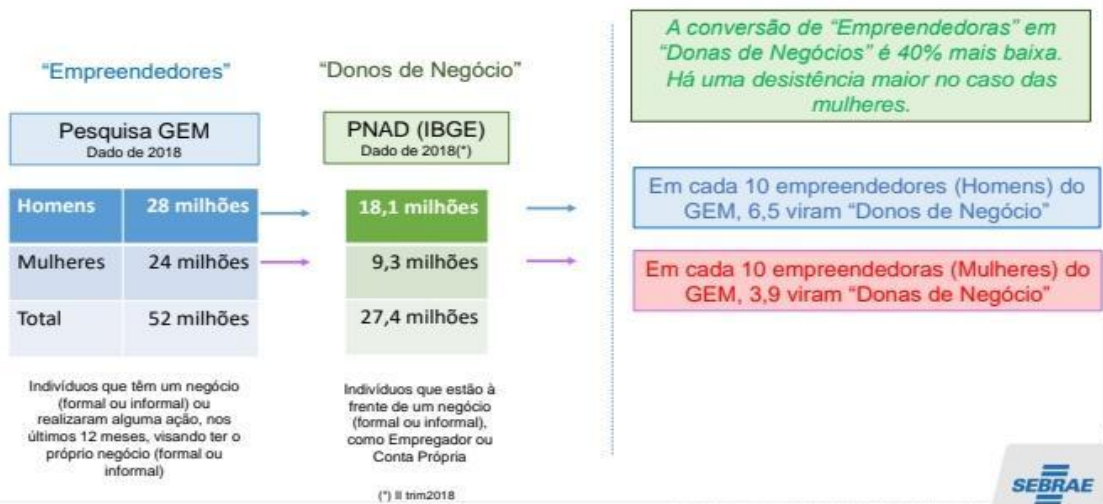 “Empreendedores”
Pesquisa GEM
Dado de 2018
Homens 28 milhões
Mulheres 24 milhões
Total 52 milhões
Indivíduos que têm um negócio
(formal ou informal) ou
realizaram alguma ação, nos
últimos 12 meses, visando ter o
próprio negócio (formal ou
informal)
“Donos de Negócio”
PNAD (IBGE)
Dado de 2018(*)
18,1 milhões
9,3 milhões
27,4 milhões
Indivíduos que estão à
frente de um negócio
(formal ou informal),
como Empregador ou
Conta Própria
(*) II trim2018
A conversão de “Empreendedoras” em
“Donas de Negócios” é 40% mais baixa.
Há uma desistência maior no caso das
mulheres.
Em cada 10 empreendedores (Homens) do
GEM, 6,5 viram “Donos de Negócio”
Em cada 10 empreendedoras (Mulheres) do
GEM, 3,9 viram “Donas de Negócio”
SEBRAE